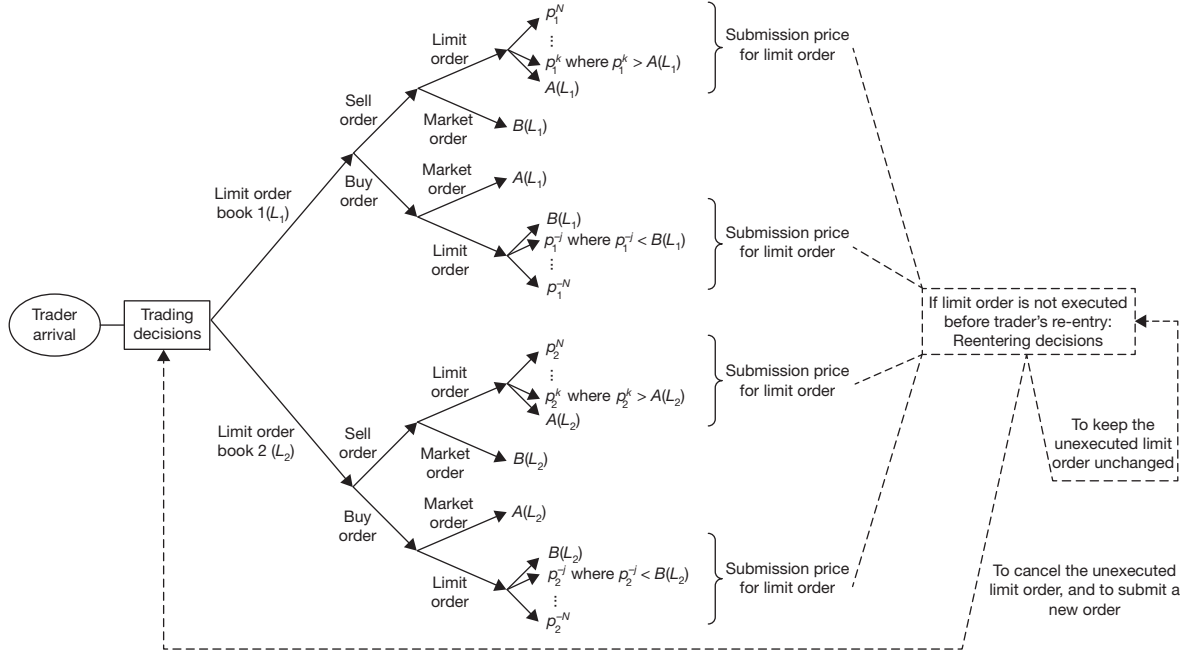 Trader
arrival
Trading
decisions
Limit order
book 1(L₁)
Sell
order
Limit
order
p₁ᴺ
⋮
p₁ᵏ where p₁ᵏ > A(L₁)
A(L₁)
Submission price
for limit order
Market
order
B(L₁)
Buy
order
Market
order
A(L₁)
Limit
order
B(L₁)
p₁⁻ʲ where p₁⁻ʲ < B(L₁)
⋮
p₁⁻ᴺ
Submission price
for limit order
Limit order
book 2 (L₂)
Sell
order
Limit
order
p₂ᴺ
⋮
p₂ᵏ where p₂ᵏ > A(L₂)
A(L₂)
Submission price
for limit order
Market
order
B(L₂)
Buy
order
Market
order
A(L₂)
Limit
order
B(L₂)
p₂⁻ʲ where p₂⁻ʲ < B(L₂)
⋮
p₂⁻ᴺ
Submission price
for limit order
If limit order is not executed
before trader's re-entry:
Reentering decisions
To keep the
unexecuted limit
order unchanged
To cancel the unexecuted
limit order, and to submit a
new order